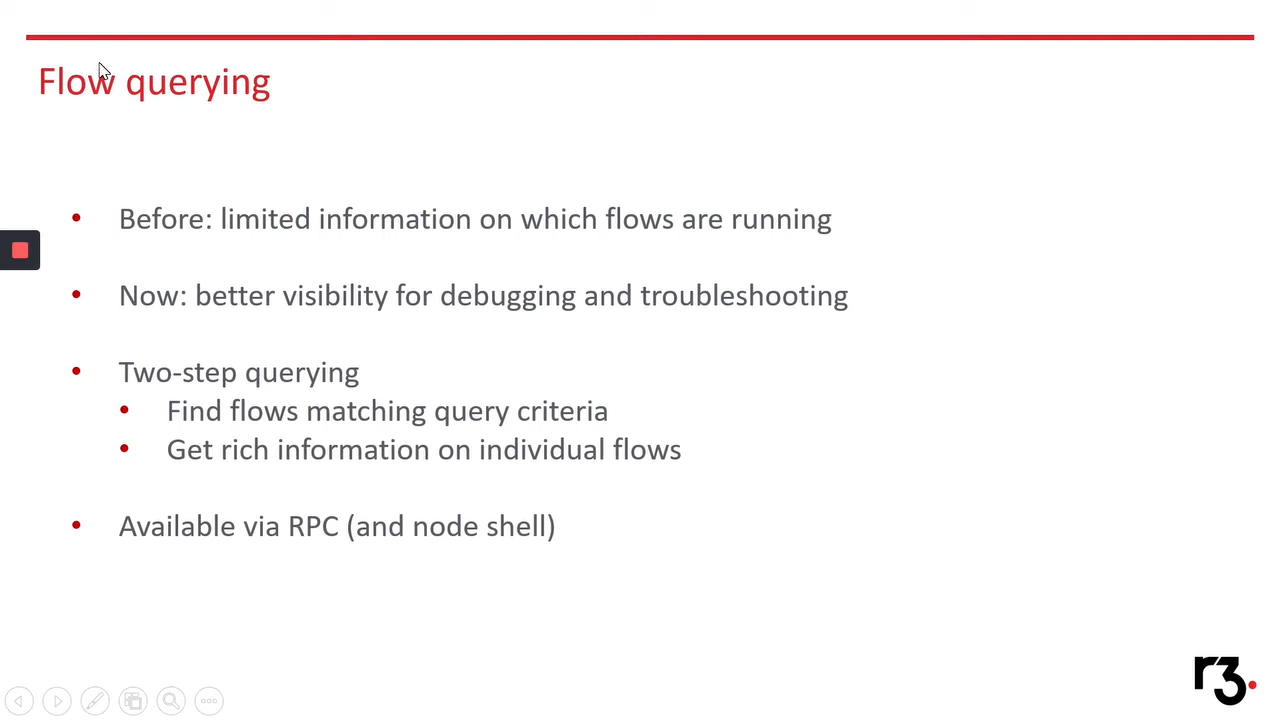 Flow querying
Before: limited information on which flows are running
Now: better visibility for debugging and troubleshooting
Two-step querying
Find flows matching query criteria
Get rich information on individual flows
Available via RPC (and node shell)
r3.